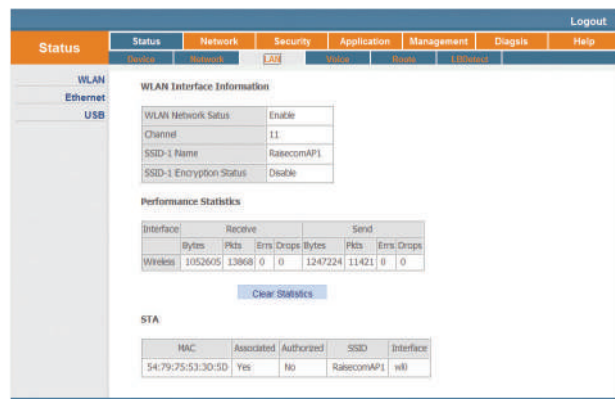 Logout
Status
Status Network Security Application Management Diagsis Help
Device Network LAN Voice Route LBDetect
WLAN
Ethernet
USB
WLAN Interface Information
WLAN Network Satus Enable
Channel 11
SSID-1 Name RaisecomAP1
SSID-1 Encryption Status Disable
Performance Statistics
Interface Receive Send
Bytes Pkts Errs Drops Bytes Pkts Errs Drops
Wireless 1052605 13868 0 0 1247224 11421 0 0
Clear Statistics
STA
MAC Associated Authorized SSID Interface
54:79:75:53:3D:5D Yes No RaisecomAP1